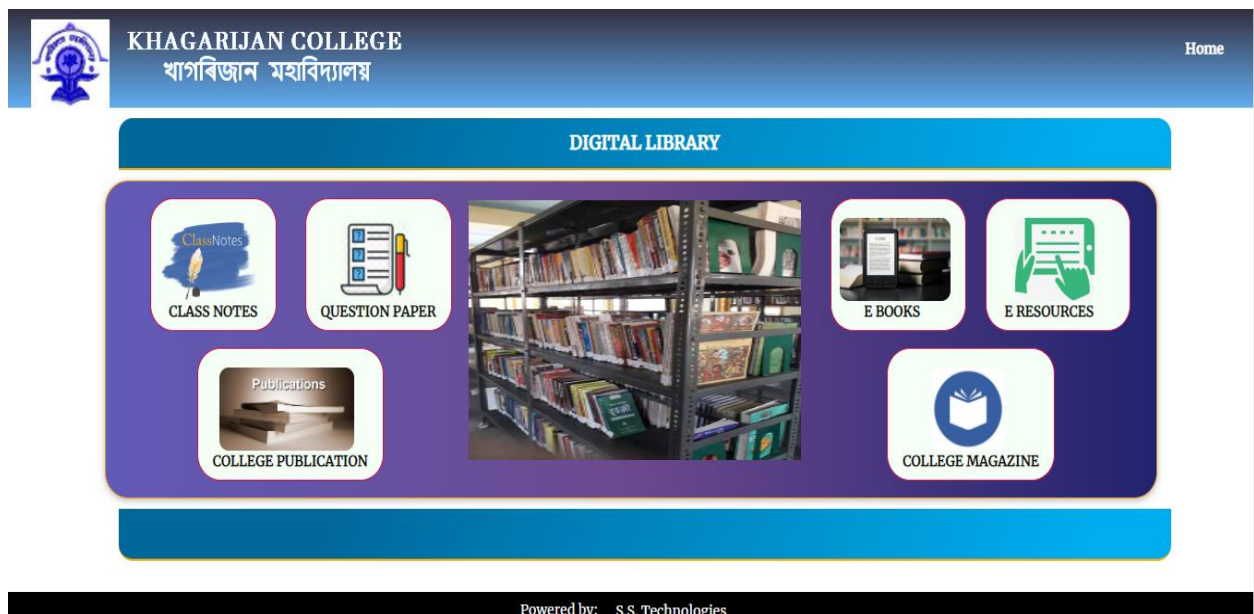 KHAGARIJAN COLLEGE
খাগৰিজান মহাবিদ্যালয়
Home
DIGITAL LIBRARY
ClassNotes
CLASS NOTES
QUESTION PAPER
E BOOKS
E RESOURCES
Publications
COLLEGE PUBLICATION
COLLEGE MAGAZINE
Powered by: S.S. Technologies